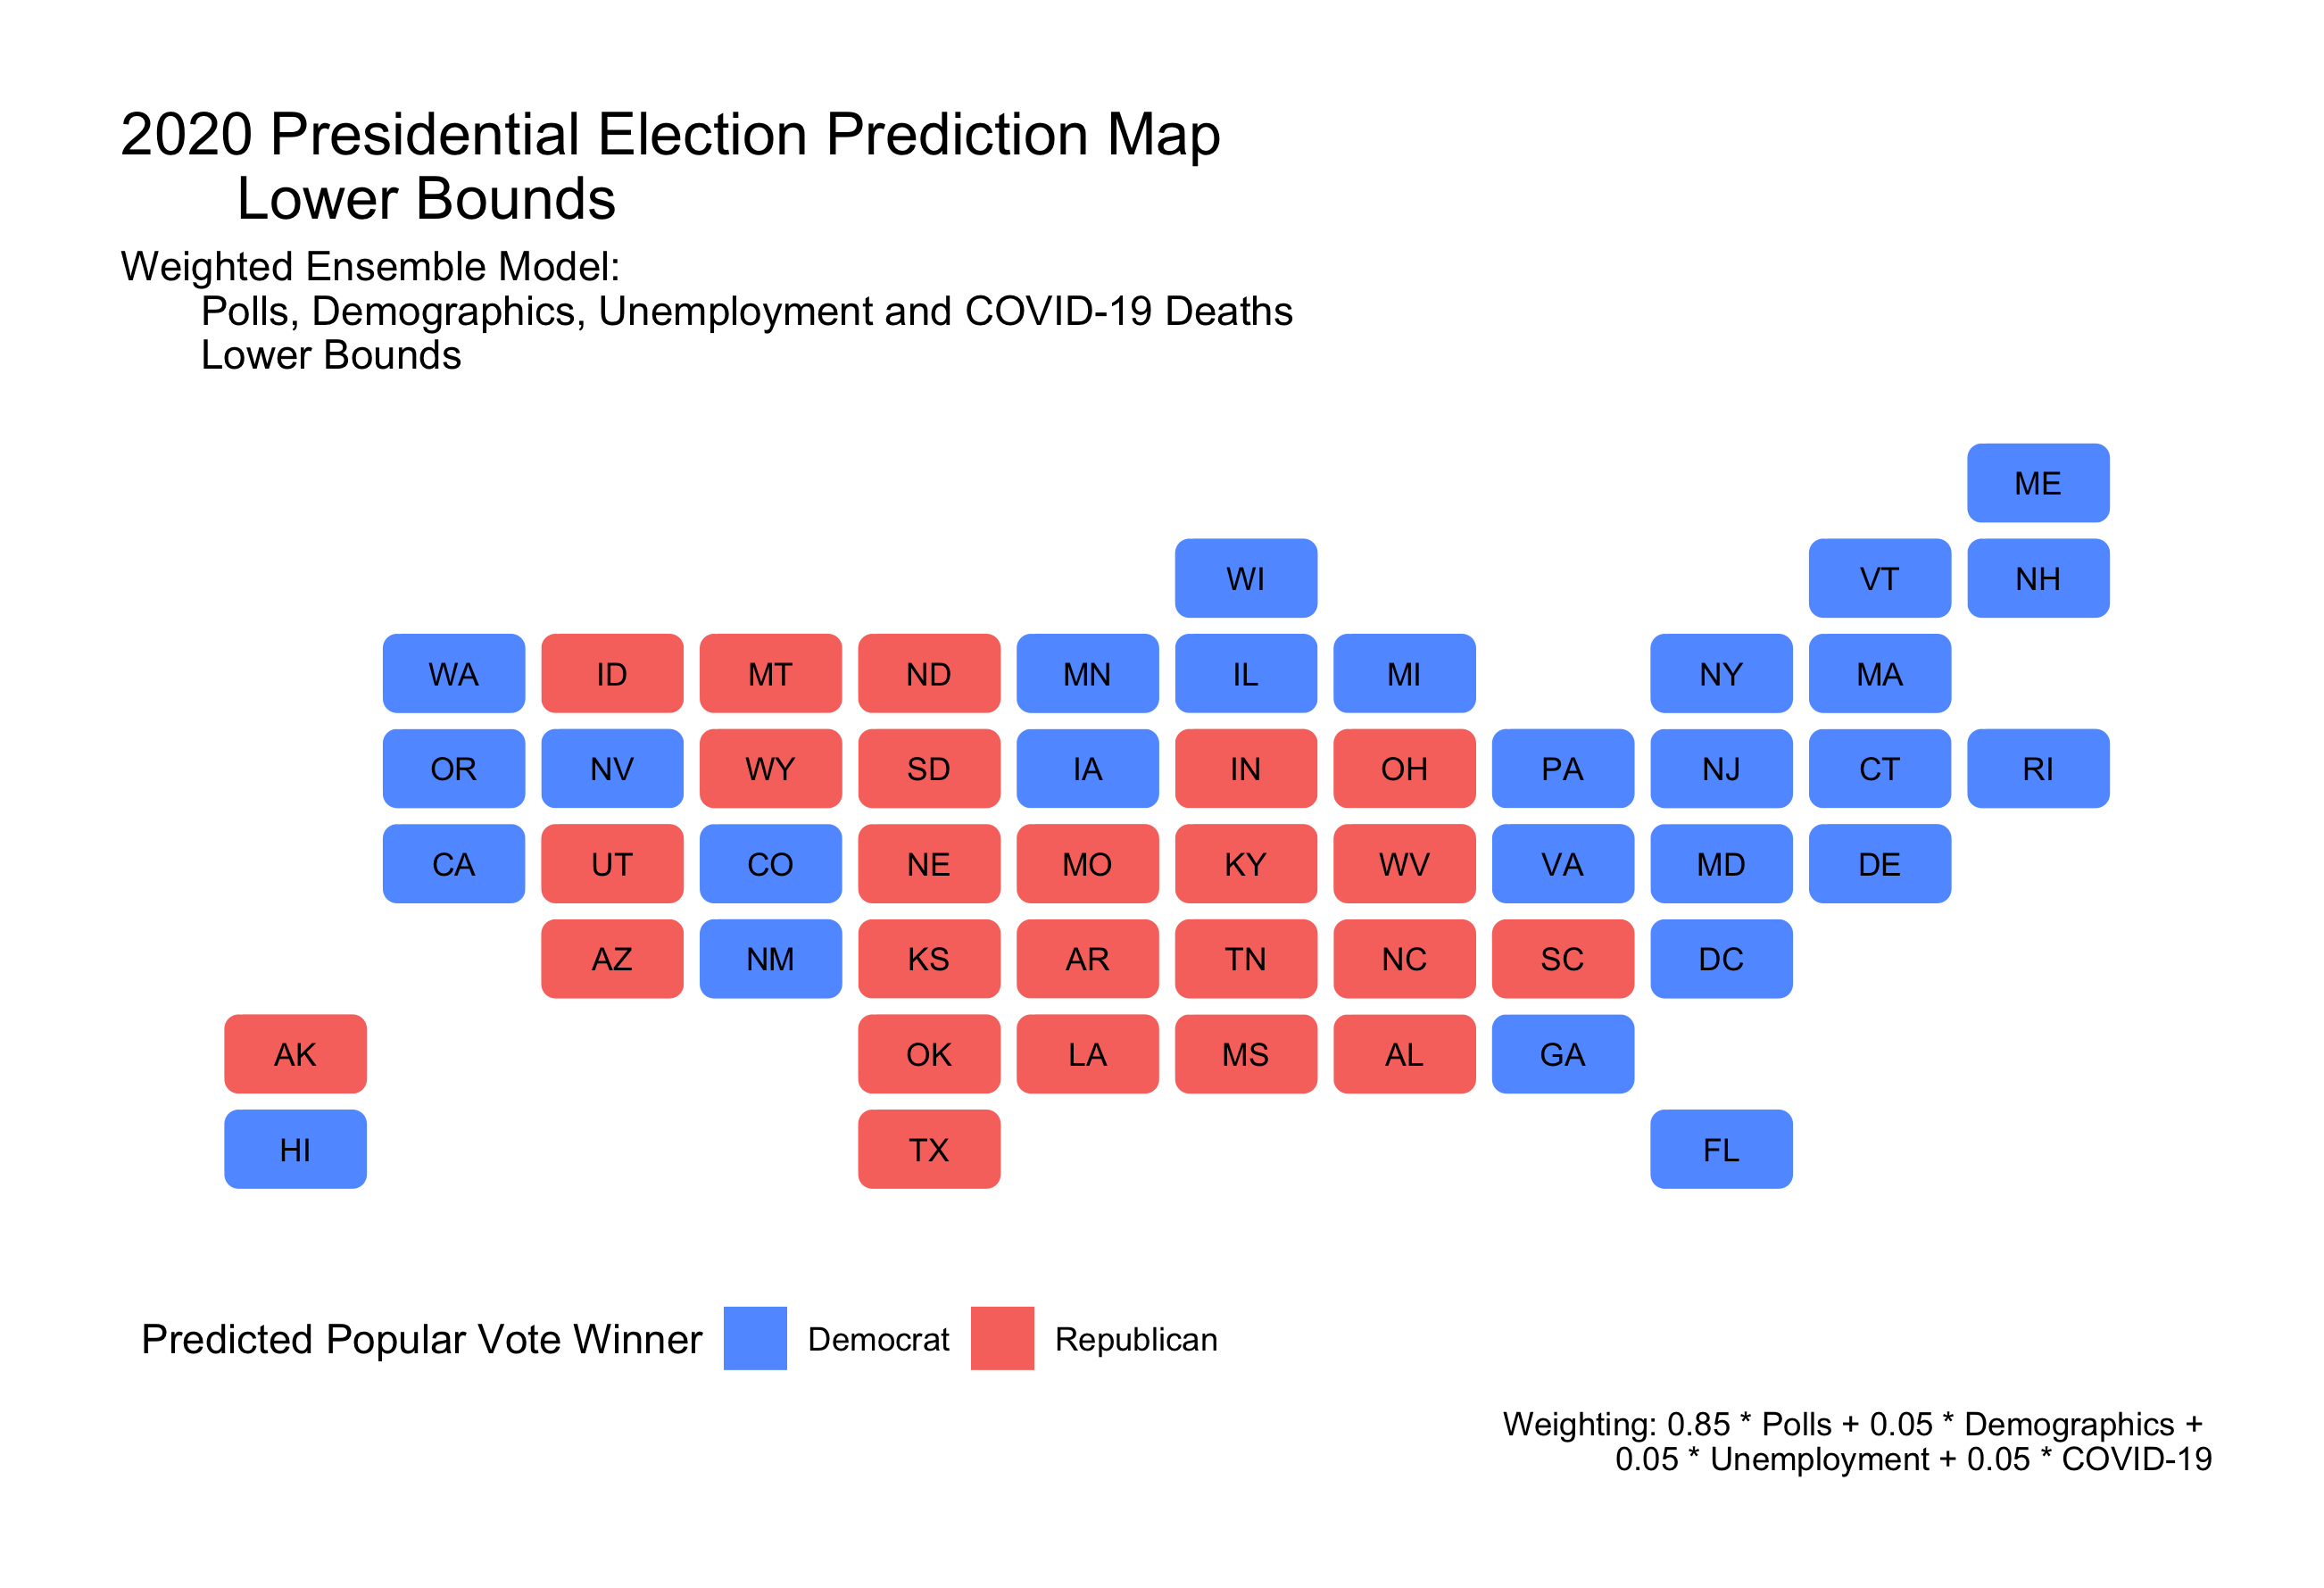 2020 Presidential Election Prediction Map
Lower Bounds
Weighted Ensemble Model:
Polls, Demographics, Unemployment and COVID-19 Deaths
Lower Bounds
ME
WI VT NH
WA ID MT ND MN IL MI NY MA
OR NV WY SD IA IN OH PA NJ CT RI
CA UT CO NE MO KY WV VA MD DE
AZ NM KS AR TN NC SC DC
AK OK LA MS AL GA
HI TX FL
Predicted Popular Vote Winner Democrat Republican
Weighting: 0.85 * Polls + 0.05 * Demographics +
0.05 * Unemployment + 0.05 * COVID-19